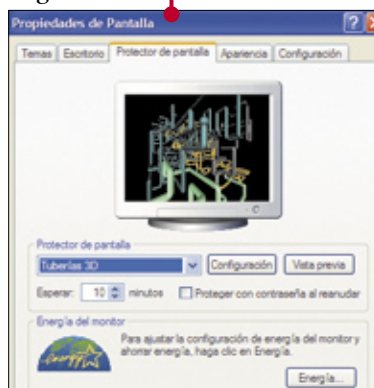 Propiedades de Pantalla
Temas Escritorio Protector de pantalla Apariencia Configuración
Protector de pantalla
Tuberías 3D Configuración Vista previa
Esperar: 10 minutos Proteger con contraseña al reanudar
Energía del monitor
Para ajustar la configuración de energía del monitor y
ahorrar energía, haga clic en Energía.
Energía...